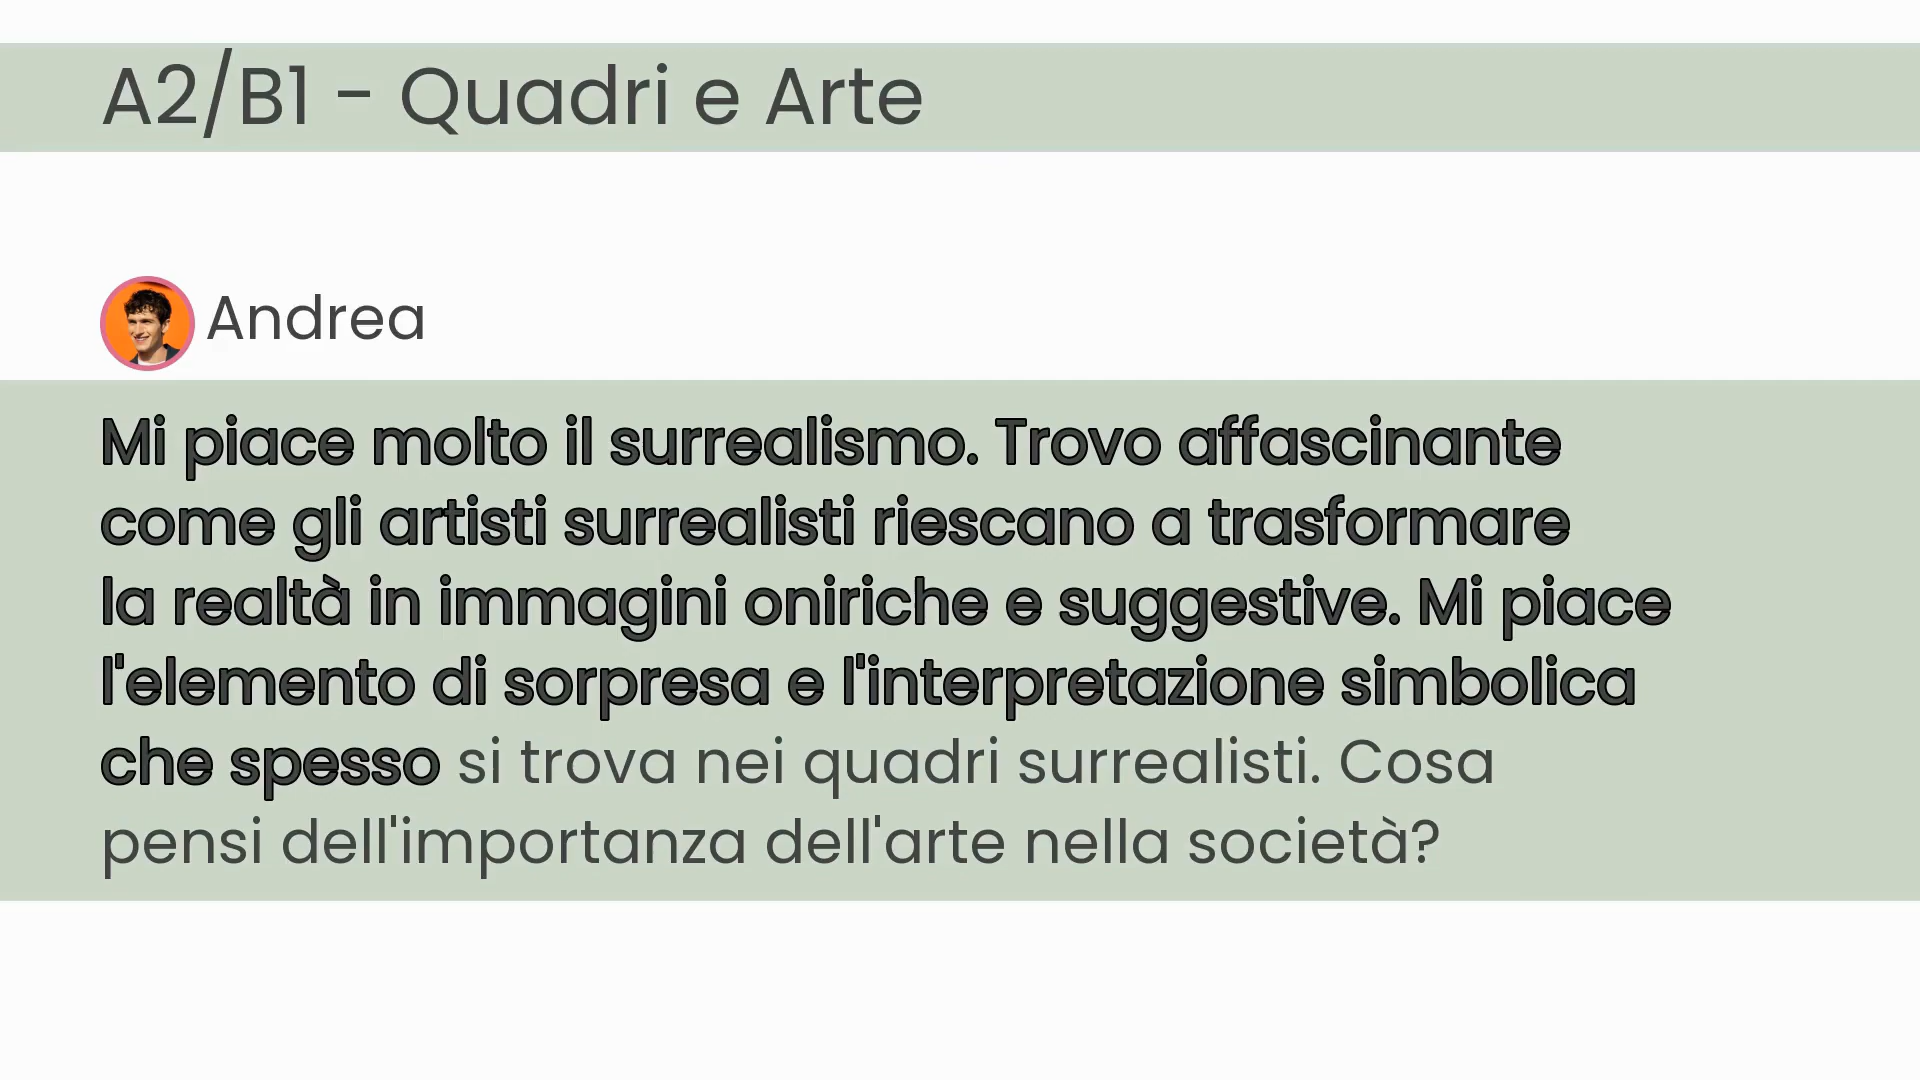 A2/B1 - Quadri e Arte
Andrea
Mi piace molto il surrealismo. Trovo affascinante
come gli artisti surrealisti riescano a trasformare
la realtà in immagini oniriche e suggestive. Mi piace
l'elemento di sorpresa e l'interpretazione simbolica
che spesso si trova nei quadri surrealisti. Cosa
pensi dell'importanza dell'arte nella società?